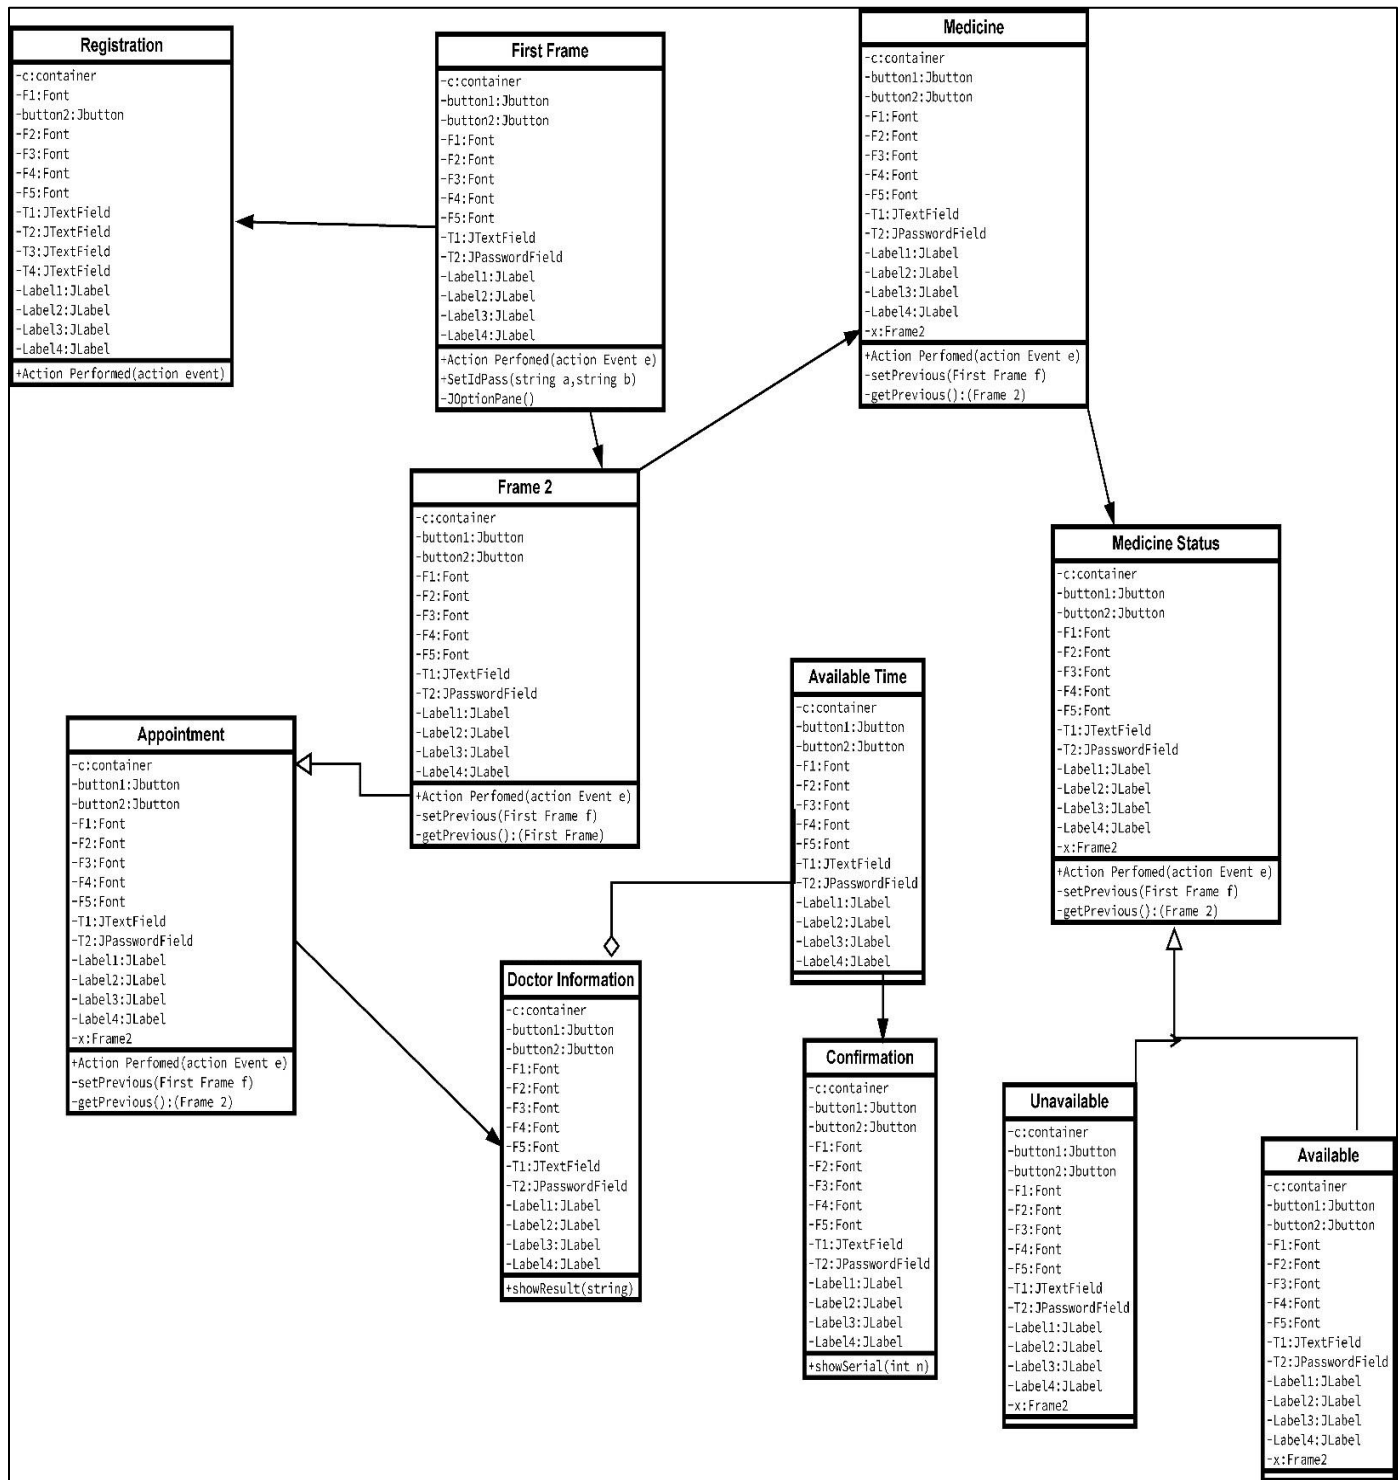 Registration
-c:container
-F1:Font
-button2:Jbutton
-F2:Font
-F3:Font
-F4:Font
-F5:Font
-T1:JTextField
-T2:JTextField
-T3:JTextField
-T4:JTextField
-Label1:JLabel
-Label2:JLabel
-Label3:JLabel
-Label4:JLabel
+Action Performed(action event)
First Frame
-c:container
-button1:Jbutton
-button2:Jbutton
-F1:Font
-F2:Font
-F3:Font
-F4:Font
-F5:Font
-T1:JTextField
-T2:JPasswordField
-Label1:JLabel
-Label2:JLabel
-Label3:JLabel
-Label4:JLabel
+Action Perfomed(action Event e)
+SetIdPass(string a,string b)
-JOptionPane()
Medicine
-c:container
-button1:Jbutton
-button2:Jbutton
-F1:Font
-F2:Font
-F3:Font
-F4:Font
-F5:Font
-T1:JTextField
-T2:JPasswordField
-Label1:JLabel
-Label2:JLabel
-Label3:JLabel
-Label4:JLabel
-x:Frame2
+Action Perfomed(action Event e)
-setPrevious(First Frame f)
-getPrevious():(Frame 2)
Frame 2
-c:container
-button1:Jbutton
-button2:Jbutton
-F1:Font
-F2:Font
-F3:Font
-F4:Font
-F5:Font
-T1:JTextField
-T2:JPasswordField
-Label1:JLabel
-Label2:JLabel
-Label3:JLabel
-Label4:JLabel
+Action Perfomed(action Event e)
-setPrevious(First Frame f)
-getPrevious():(First Frame)
Medicine Status
-c:container
-button1:Jbutton
-button2:Jbutton
-F1:Font
-F2:Font
-F3:Font
-F4:Font
-F5:Font
-T1:JTextField
-T2:JPasswordField
-Label1:JLabel
-Label2:JLabel
-Label3:JLabel
-Label4:JLabel
-x:Frame2
+Action Perfomed(action Event e)
-setPrevious(First Frame f)
-getPrevious():(Frame 2)
Available Time
-c:container
-button1:Jbutton
-button2:Jbutton
-F1:Font
-F2:Font
-F3:Font
-F4:Font
-F5:Font
-T1:JTextField
-T2:JPasswordField
-Label1:JLabel
-Label2:JLabel
-Label3:JLabel
-Label4:JLabel
Appointment
-c:container
-button1:Jbutton
-button2:Jbutton
-F1:Font
-F2:Font
-F3:Font
-F4:Font
-F5:Font
-T1:JTextField
-T2:JPasswordField
-Label1:JLabel
-Label2:JLabel
-Label3:JLabel
-Label4:JLabel
-x:Frame2
+Action Perfomed(action Event e)
-setPrevious(First Frame f)
-getPrevious():(Frame 2)
Doctor Information
-c:container
-button1:Jbutton
-button2:Jbutton
-F1:Font
-F2:Font
-F3:Font
-F4:Font
-F5:Font
-T1:JTextField
-T2:JPasswordField
-Label1:JLabel
-Label2:JLabel
-Label3:JLabel
-Label4:JLabel
+showResult(string)
Confirmation
-c:container
-button1:Jbutton
-button2:Jbutton
-F1:Font
-F2:Font
-F3:Font
-F4:Font
-F5:Font
-T1:JTextField
-T2:JPasswordField
-Label1:JLabel
-Label2:JLabel
-Label3:JLabel
-Label4:JLabel
+showSerial(int n)
Unavailable
-c:container
-button1:Jbutton
-button2:Jbutton
-F1:Font
-F2:Font
-F3:Font
-F4:Font
-F5:Font
-T1:JTextField
-T2:JPasswordField
-Label1:JLabel
-Label2:JLabel
-Label3:JLabel
-Label4:JLabel
-x:Frame2
Available
-c:container
-button1:Jbutton
-button2:Jbutton
-F1:Font
-F2:Font
-F3:Font
-F4:Font
-F5:Font
-T1:JTextField
-T2:JPasswordField
-Label1:JLabel
-Label2:JLabel
-Label3:JLabel
-Label4:JLabel
-x:Frame2